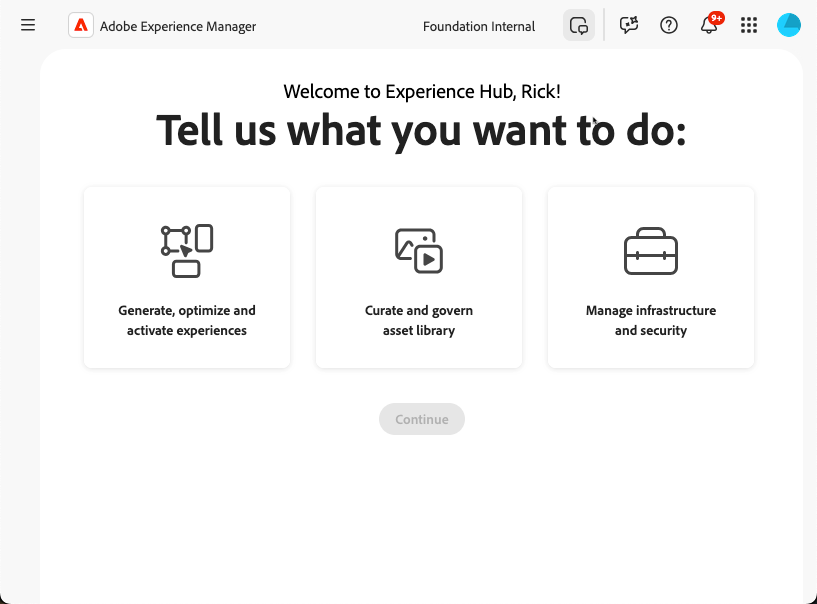 Adobe Experience Manager
Foundation Internal
9+
Welcome to Experience Hub, Rick!
Tell us what you want to do:
Generate, optimize and
activate experiences
Curate and govern
asset library
Manage infrastructure
and security
Continue